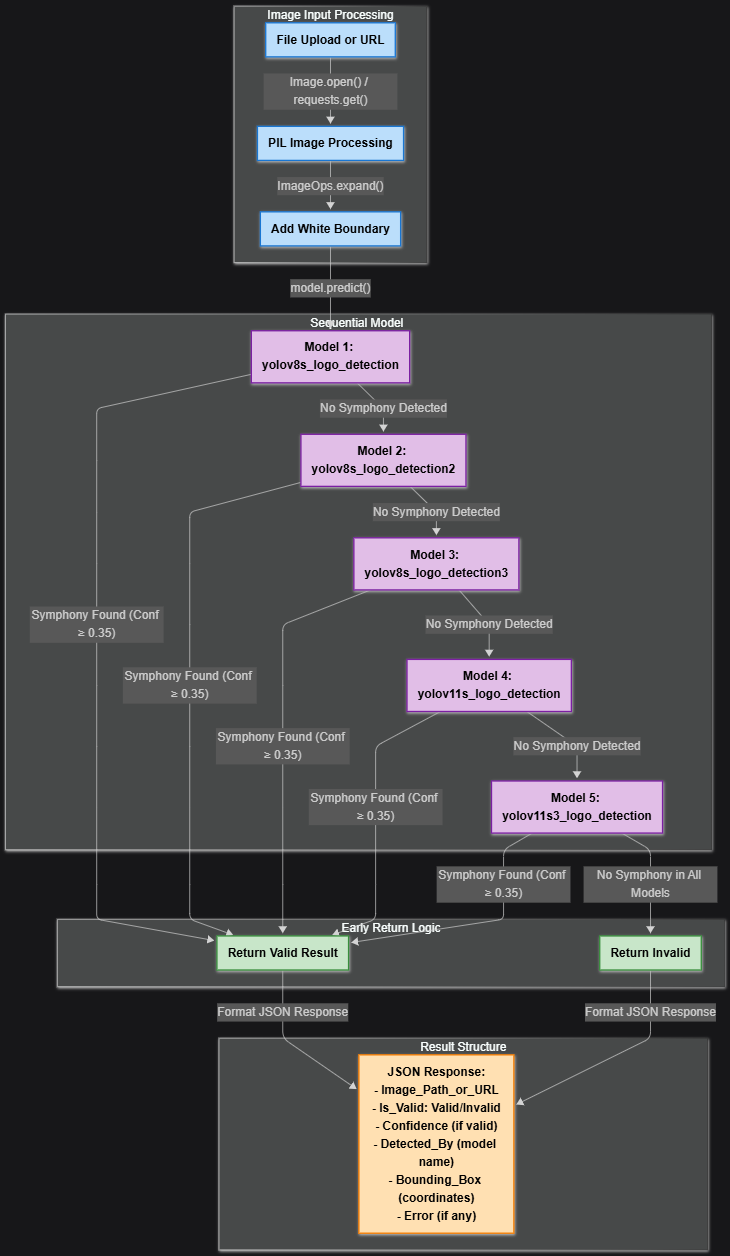 Image Input Processing
File Upload or URL
Image.open() /
requests.get()
PIL Image Processing
ImageOps.expand()
Add White Boundary
model.predict()
Sequential Model
Model 1:
yolov8s_logo_detection
No Symphony Detected
Model 2:
yolov8s_logo_detection2
No Symphony Detected
Model 3:
yolov8s_logo_detection3
Symphony Found (Conf
≥ 0.35)
No Symphony Detected
Symphony Found (Conf
≥ 0.35)
Model 4:
yolov11s_logo_detection
Symphony Found (Conf
≥ 0.35)
No Symphony Detected
Symphony Found (Conf
≥ 0.35)
Model 5:
yolov11s3_logo_detection
Symphony Found (Conf
≥ 0.35)
No Symphony in All
Models
Early Return Logic
Return Valid Result
Return Invalid
Format JSON Response
Format JSON Response
Result Structure
JSON Response:
- Image_Path_or_URL
- Is_Valid: Valid/Invalid
- Confidence (if valid)
- Detected_By (model
name)
- Bounding_Box
(coordinates)
- Error (if any)